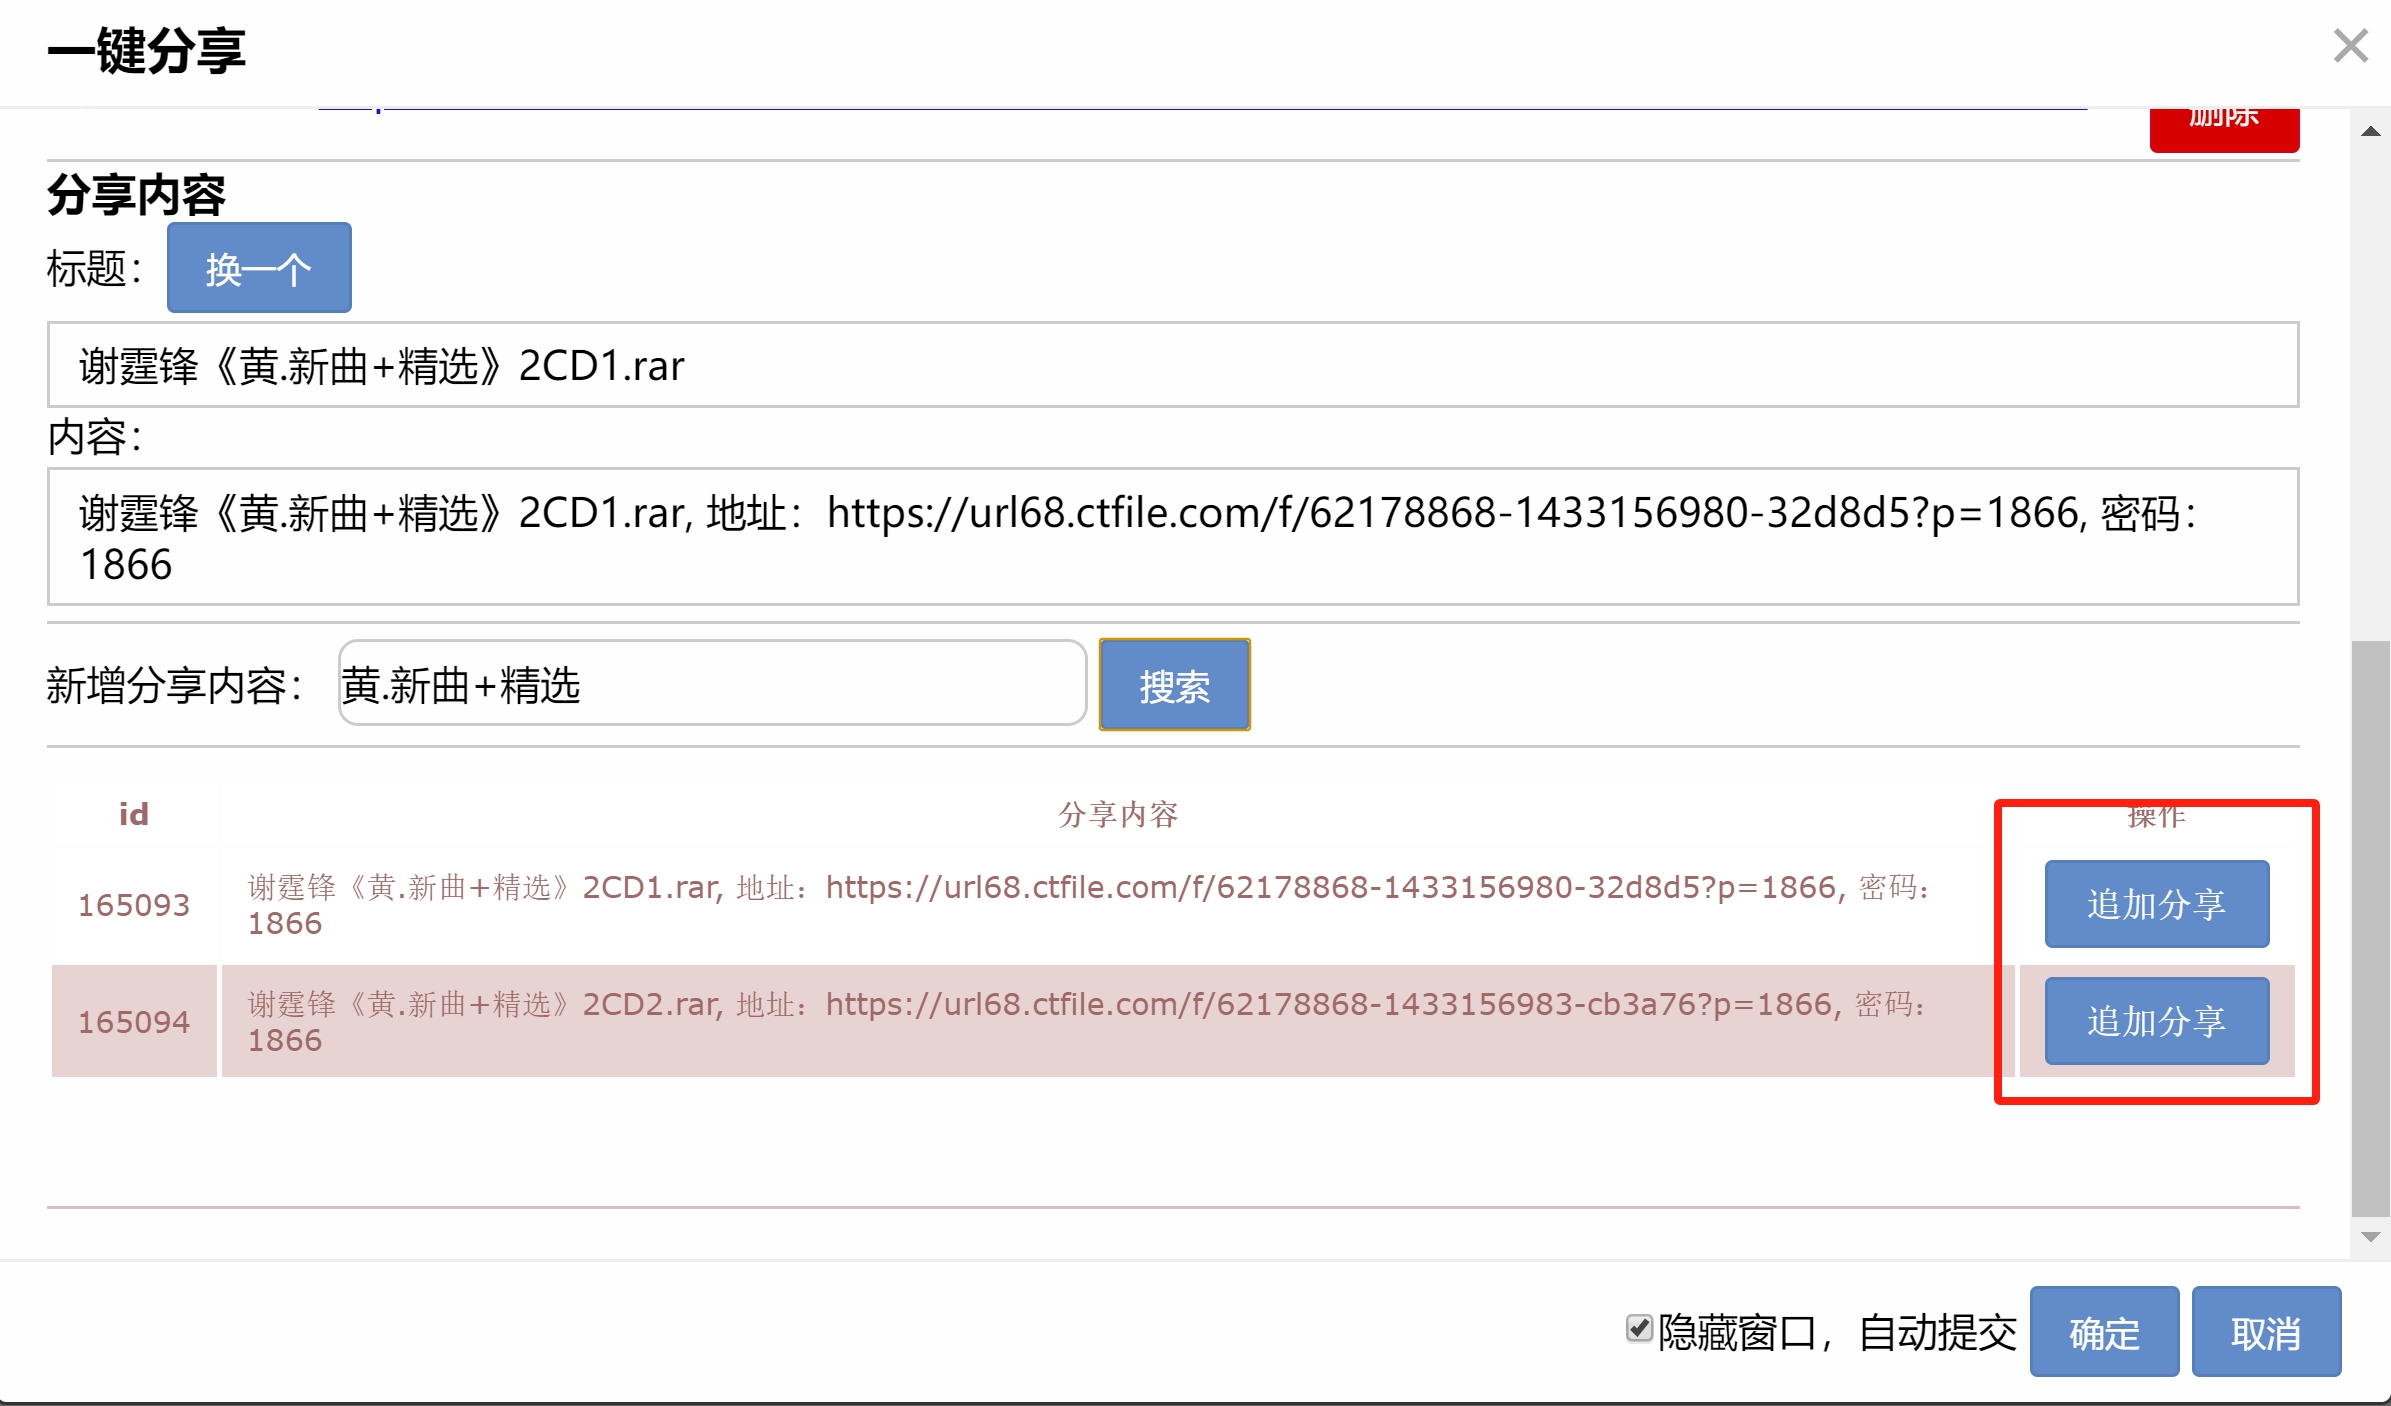 一键分享
删除
分享内容
标题：
换一个
谢霆锋《黄.新曲+精选》2CD1.rar
内容：
谢霆锋《黄.新曲+精选》2CD1.rar, 地址：https://url68.ctfile.com/f/62178868-1433156980-32d8d5?p=1866, 密码：
1866
新增分享内容： 黄.新曲+精选 搜索
id 分享内容 操作
165093 谢霆锋《黄.新曲+精选》2CD1.rar, 地址：https://url68.ctfile.com/f/62178868-1433156980-32d8d5?p=1866, 密码：
1866
追加分享
165094 谢霆锋《黄.新曲+精选》2CD2.rar, 地址：https://url68.ctfile.com/f/62178868-1433156983-cb3a76?p=1866, 密码：
1866
追加分享
隐藏窗口，自动提交 确定 取消